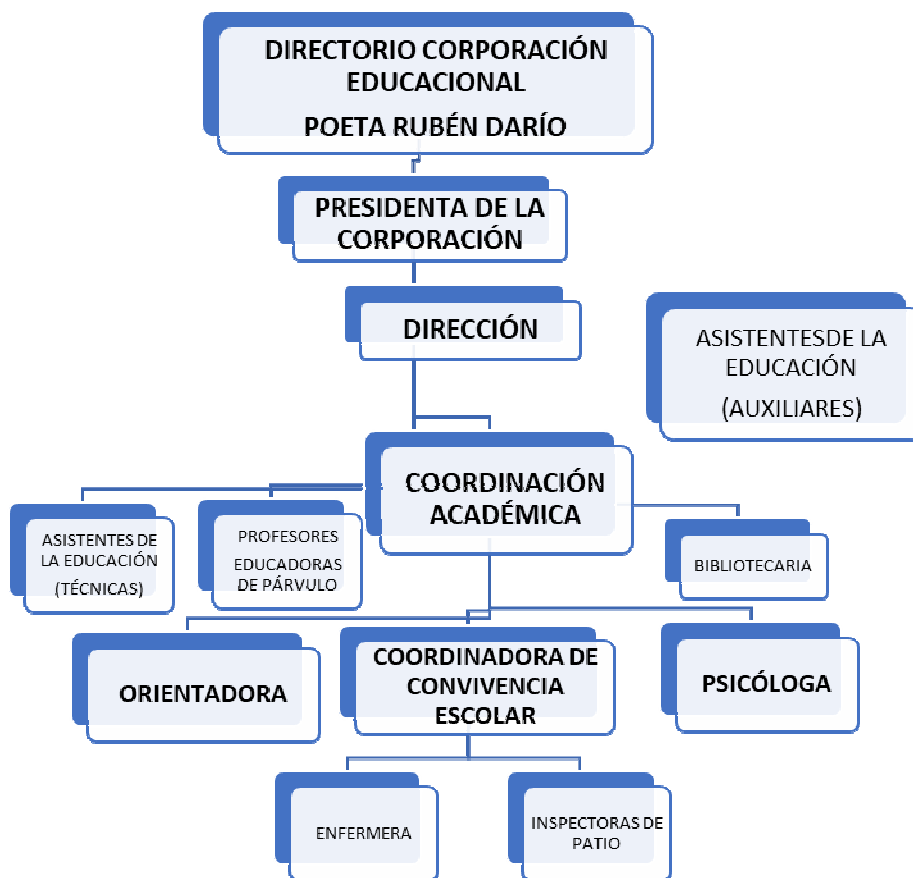 DIRECTORIO CORPORACIÓN
EDUCACIONAL
POETA RUBÉN DARÍO
PRESIDENTA DE LA
CORPORACIÓN
DIRECCIÓN
ASISTENTESDE LA
EDUCACIÓN
(AUXILIARES)
COORDINACIÓN
ACADÉMICA
ASISTENTES DE
LA EDUCACIÓN
(TÉCNICAS)
PROFESORES
EDUCADORAS
DE PÁRVULO
BIBLIOTECARIA
ORIENTADORA
COORDINADORA DE
CONVIVENCIA
ESCOLAR
PSICÓLOGA
ENFERMERA
INSPECTORAS DE
PATIO